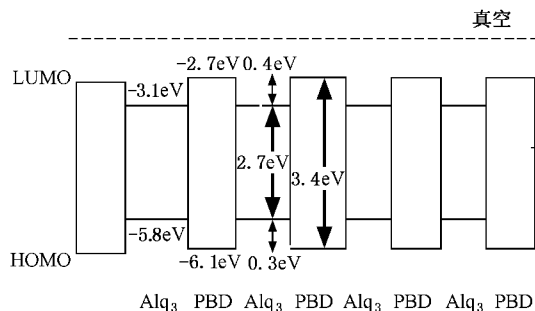 真空
-2.7eV 0.4eV
LUMO
-3.1eV
2.7eV
3.4eV
-5.8eV
HOMO
-6.1eV 0.3eV
Alq₃ PBD Alq₃ PBD Alq₃ PBD Alq₃ PBD